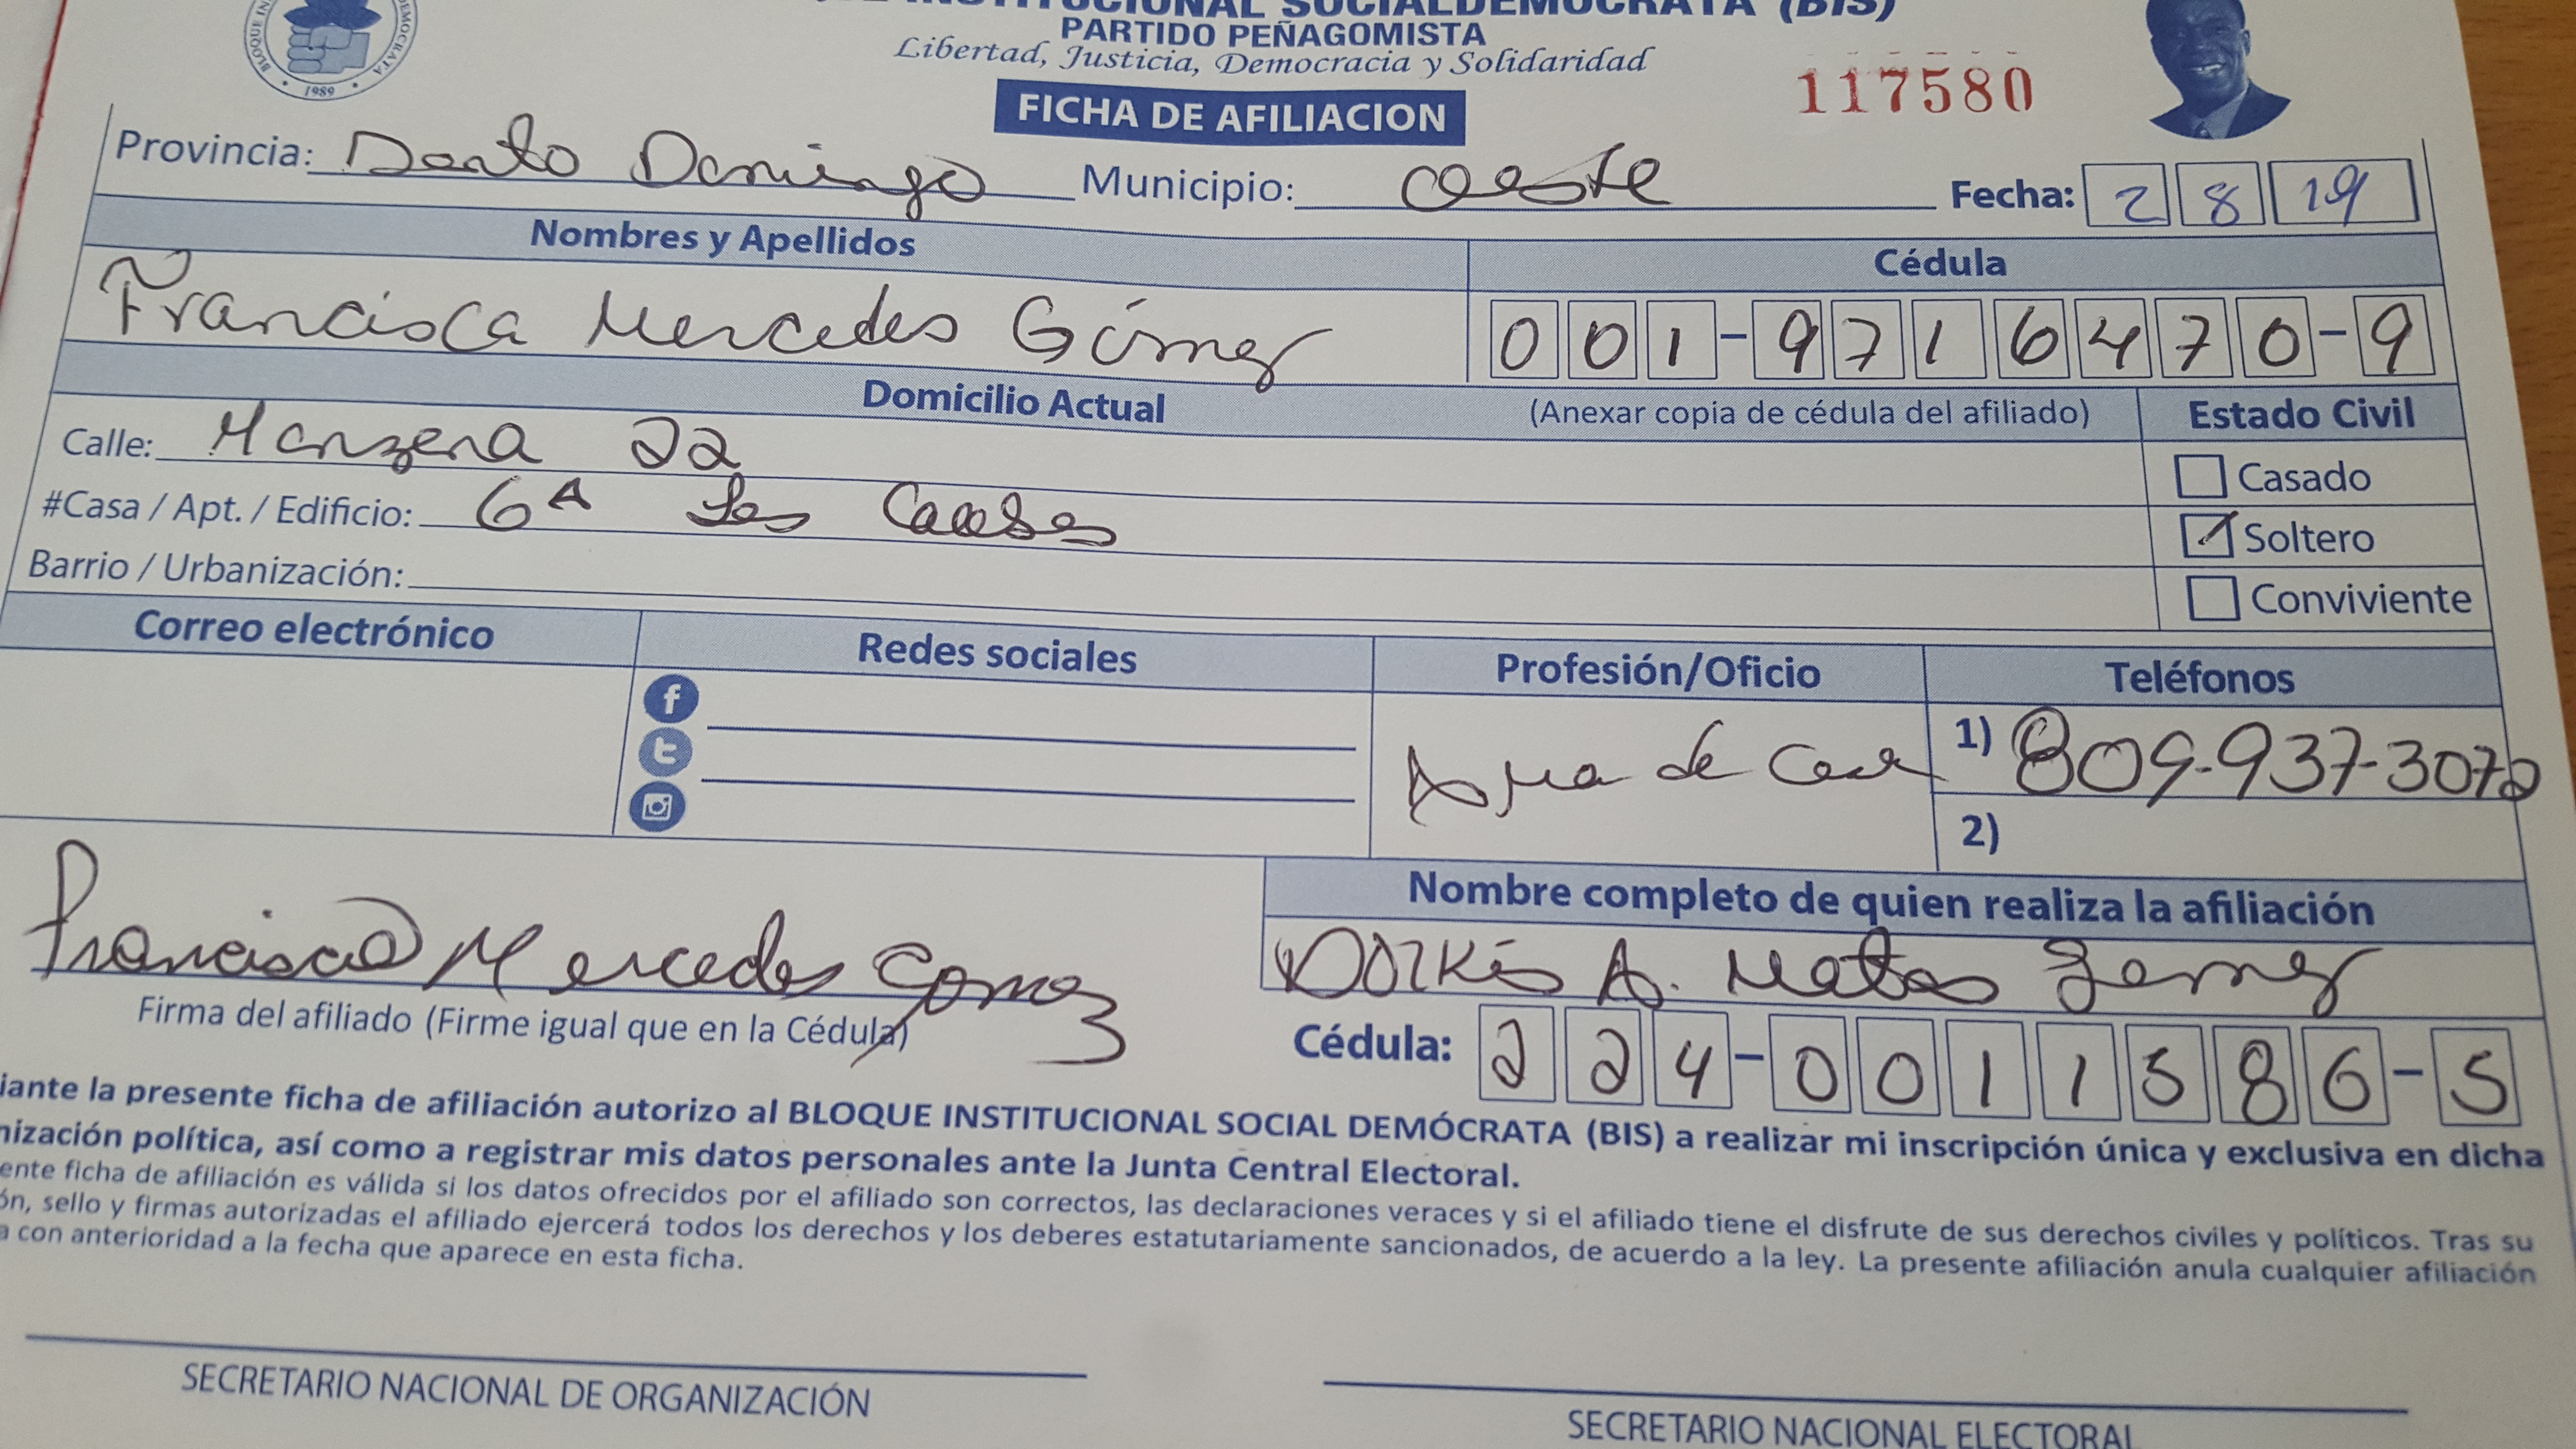 INSTITUCIONAL SOCIALDEMOCRATA (BIS)
PARTIDO PEÑAGOMISTA
Libertad, Justicia, Democracia y Solidaridad
1989
117580
FICHA DE AFILIACION
Provincia: Santo Domingo Municipio: Oeste Fecha: 2 8 19
Nombres y Apellidos Cédula
Francisca Mercedes Gómez 001-9716470-9
Domicilio Actual (Anexar copia de cédula del afiliado) Estado Civil
Calle: Manzana 22
Casado
#Casa / Apt. / Edificio: 6A Las
Soltero
Barrio / Urbanización:
Conviviente
Correo electrónico Redes sociales Profesión/Oficio Teléfonos
Ama de Casa 1) 809-937-3072
2)
Francisca Mercedes Gomez
Firma del afiliado (Firme igual que en la Cédula)
Nombre completo de quien realiza la afiliación
A. Matos
Cédula: 224-0011586-5
iante la presente ficha de afiliación autorizo al BLOQUE INSTITUCIONAL SOCIAL DEMÓCRATA (BIS) a realizar mi inscripción única y exclusiva en dicha
nización política, así como a registrar mis datos personales ante la Junta Central Electoral.
ente ficha de afiliación es válida si los datos ofrecidos por el afiliado son correctos, las declaraciones veraces y si el afiliado tiene el disfrute de sus derechos civiles y políticos. Tras su
ón, sello y firmas autorizadas el afiliado ejercerá todos los derechos y los deberes estatutariamente sancionados, de acuerdo a la ley. La presente afiliación anula cualquier afiliación
a con anterioridad a la fecha que aparece en esta ficha.
SECRETARIO NACIONAL DE ORGANIZACIÓN
SECRETARIO NACIONAL ELECTORAL